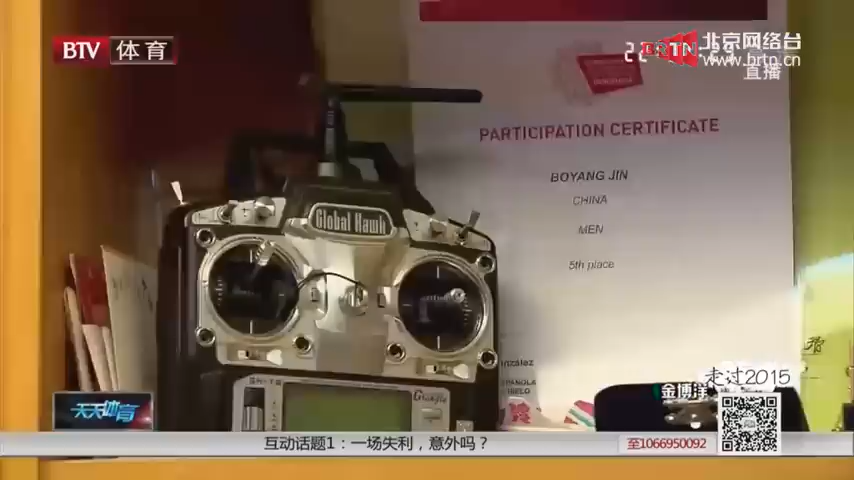 BTV 体育
北京网络台
www.brtn.cn
直播
PARTICIPATION CERTIFICATE
BOYANG JIN
CHINA
MEN
5th place
Global Hawk
走过2015
金博洋
天天体育
互动话题1：一场失利，意外吗？
至1066950092